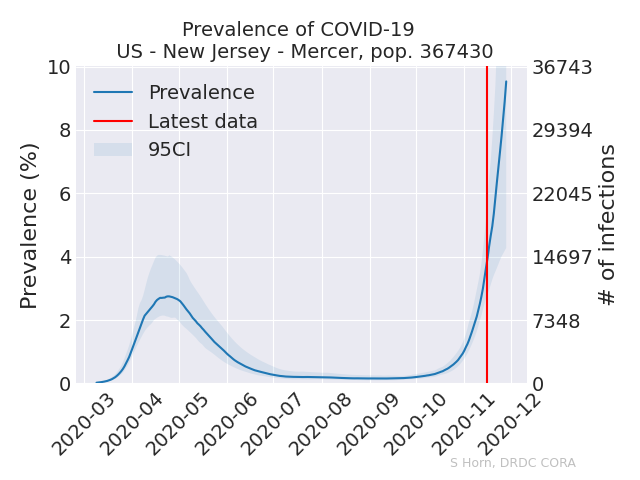 Prevalence of COVID-19
US - New Jersey - Mercer, pop. 367430
Prevalence
Latest data
95CI
Prevalence (%)
10
8
6
4
2
0
36743
29394
22045
14697
7348
0
# of infections
2020-03
2020-04
2020-05
2020-06
2020-07
2020-08
2020-09
2020-10
2020-11
2020-12
S Horn, DRDC CORA